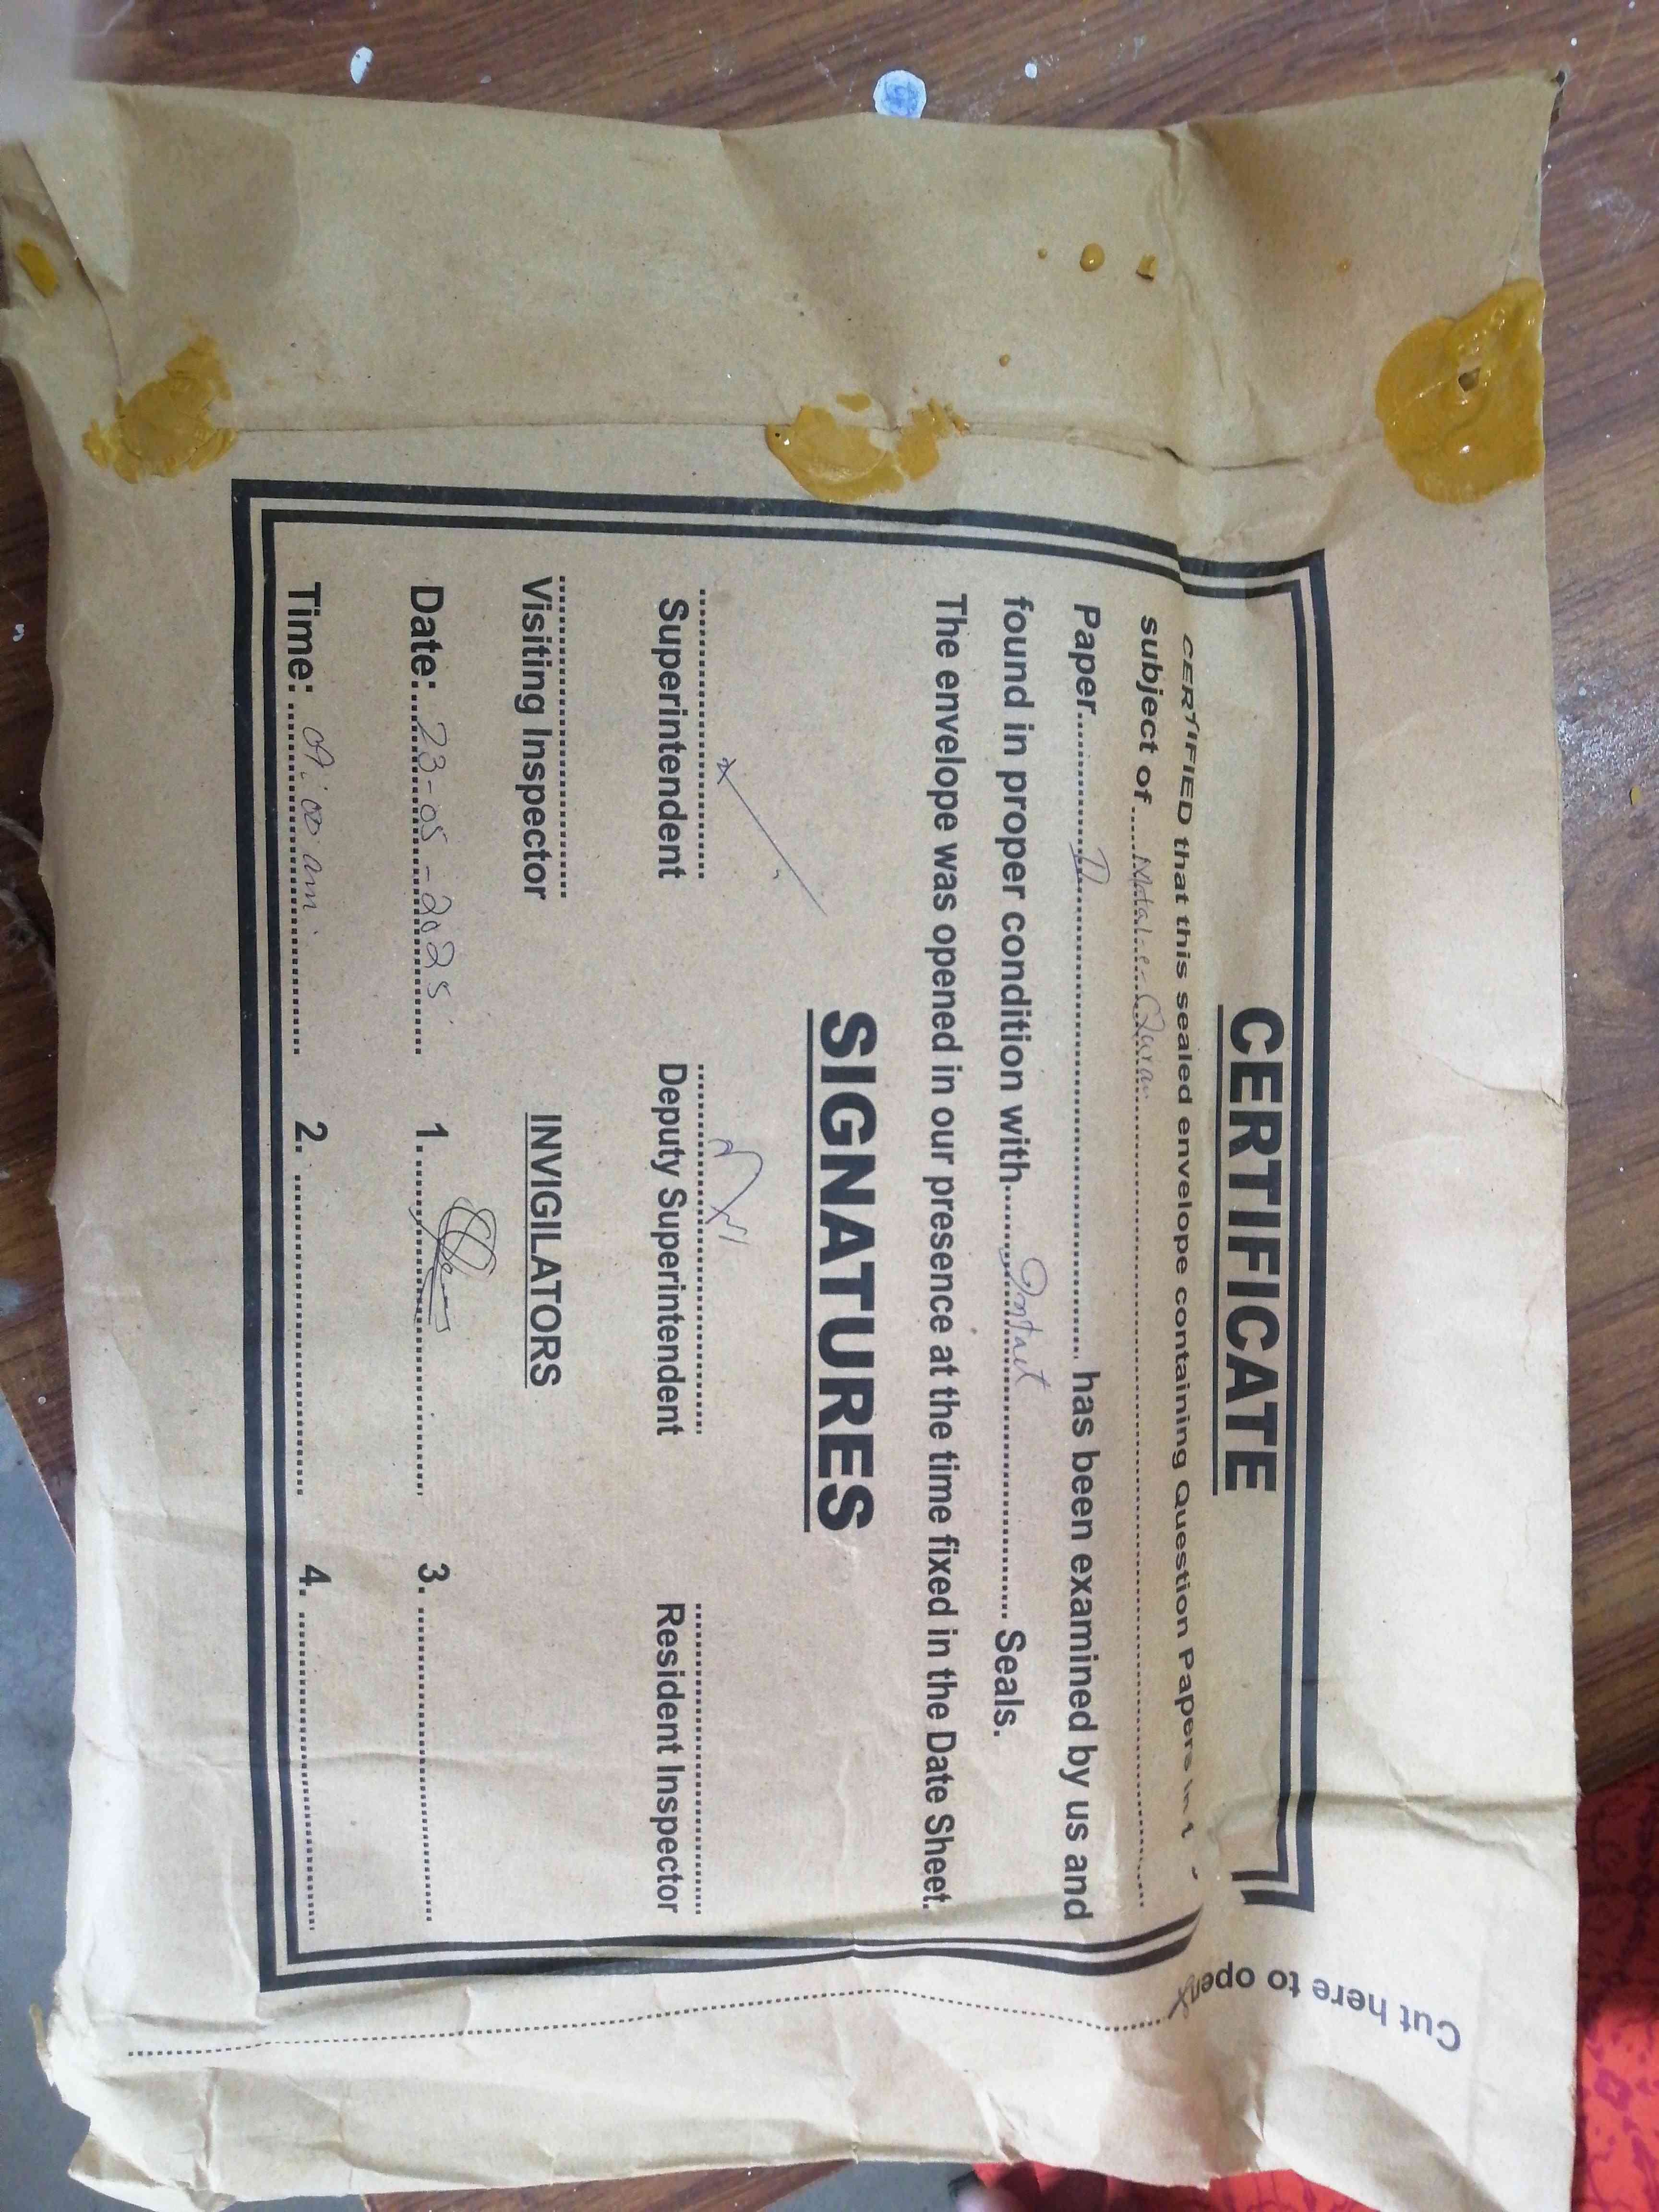 CERTIFICATE
CERTIFIED that this sealed envelope containing Question Papers in
subject of............Quran............
Paper............ has been examined by us and
found in proper condition with......Intact............ Seals.
The envelope was opened in our presence at the time fixed in the Date Sheet.
SIGNATURES
Superintendent Deputy Superintendent Resident Inspector
Visiting Inspector INVIGILATORS
Date: 23-05-2025 1. 3.
Time: 09:00 am 2. 4.
Cut here to open